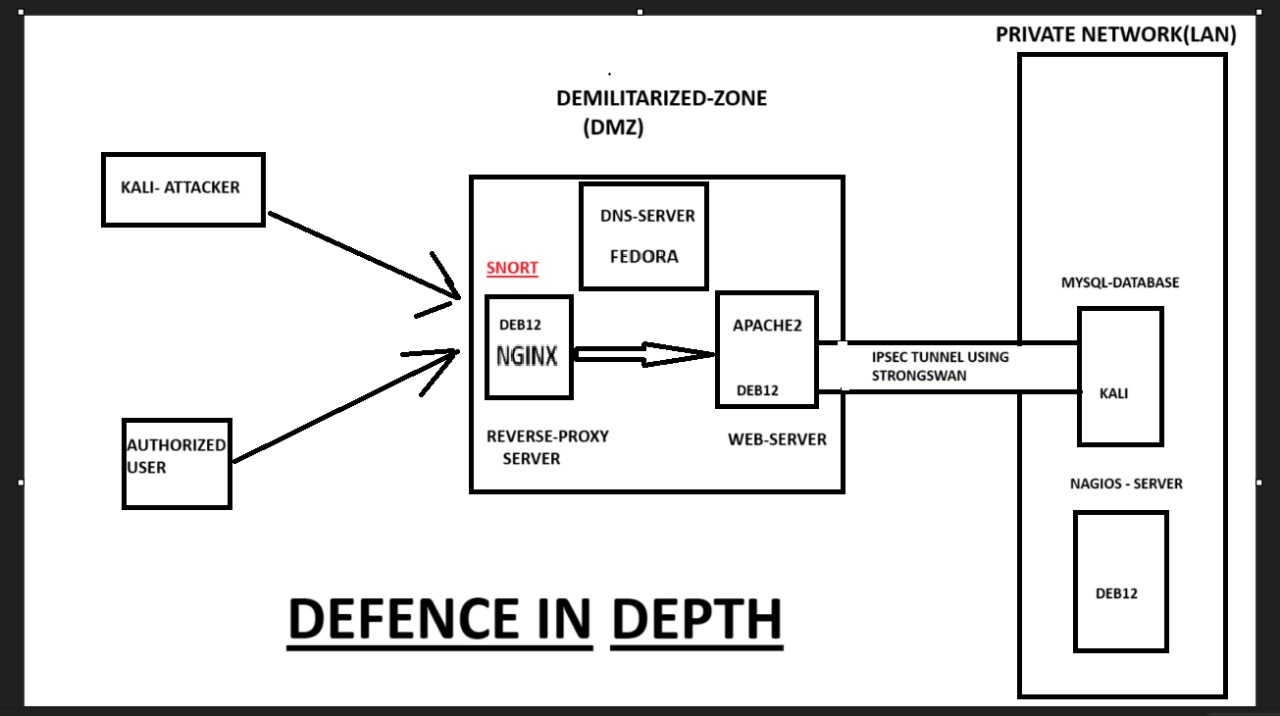 PRIVATE NETWORK(LAN)
DEMILITARIZED-ZONE
(DMZ)
KALI- ATTACKER
DNS-SERVER
FEDORA
SNORT
DEB12
NGINX
APACHE2
DEB12
REVERSE-PROXY
SERVER
WEB-SERVER
IPSEC TUNNEL USING
STRONGSWAN
MYSQL-DATABASE
KALI
AUTHORIZED
USER
NAGIOS - SERVER
DEB12
DEFENCE IN DEPTH